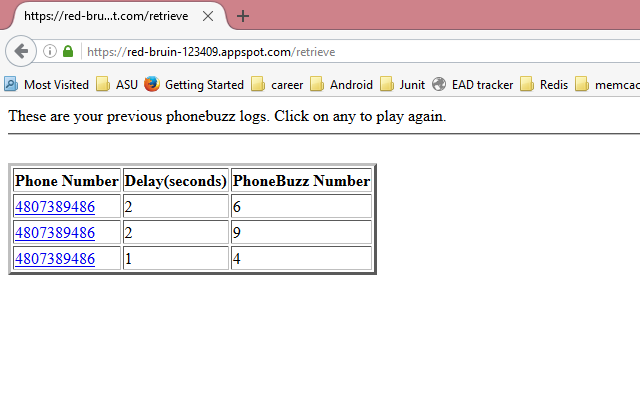 https://red-bru...t.com/retrieve
https://red-bruin-123409.appspot.com/retrieve
Most Visited ASU Getting Started career Android Junit EAD tracker Redis memcac
These are your previous phonebuzz logs. Click on any to play again.
Phone Number Delay(seconds) PhoneBuzz Number
4807389486 2 6
4807389486 2 9
4807389486 1 4